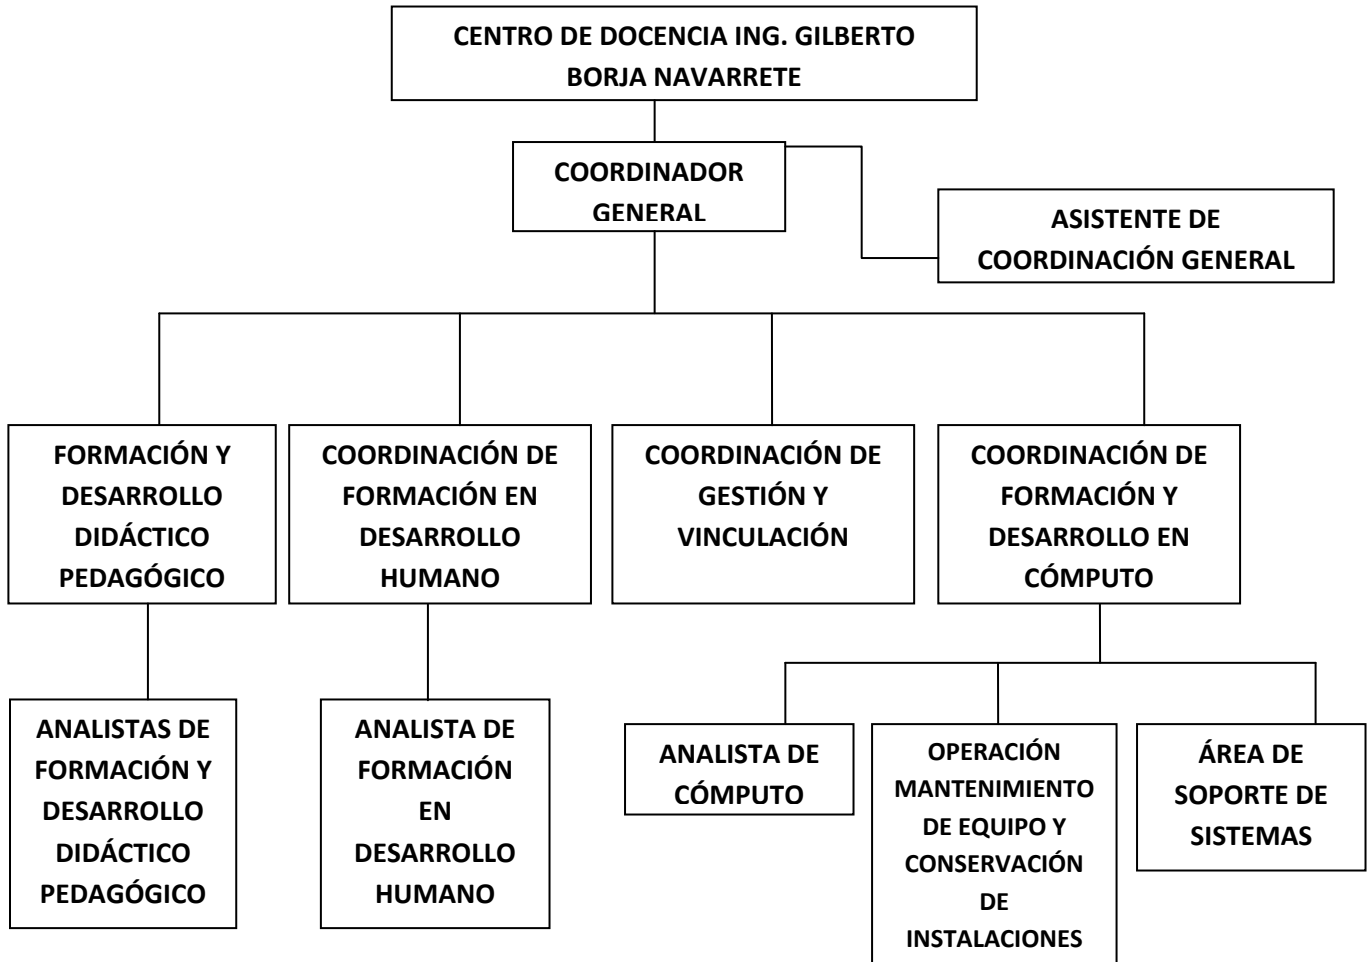 CENTRO DE DOCENCIA ING. GILBERTO
BORJA NAVARRETE
COORDINADOR
GENERAL
ASISTENTE DE
COORDINACIÓN GENERAL
FORMACIÓN Y
DESARROLLO
DIDÁCTICO
PEDAGÓGICO
COORDINACIÓN DE
FORMACIÓN EN
DESARROLLO
HUMANO
COORDINACIÓN DE
GESTIÓN Y
VINCULACIÓN
COORDINACIÓN DE
FORMACIÓN Y
DESARROLLO EN
CÓMPUTO
ANALISTAS DE
FORMACIÓN Y
DESARROLLO
DIDÁCTICO
PEDAGÓGICO
ANALISTA DE
FORMACIÓN
EN
DESARROLLO
HUMANO
ANALISTA DE
CÓMPUTO
OPERACIÓN
MANTENIMIENTO
DE EQUIPO Y
CONSERVACIÓN
DE
INSTALACIONES
ÁREA DE
SOPORTE DE
SISTEMAS